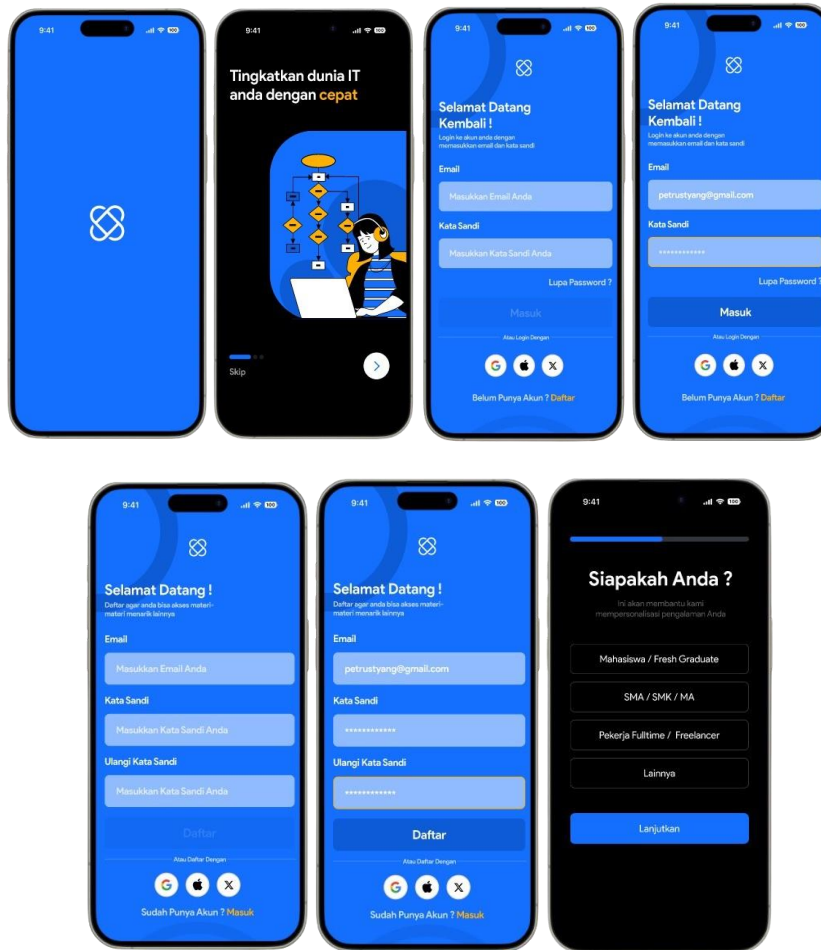 9:41
100
9:41
100
Tingkatkan dunia IT
anda dengan cepat
Skip
9:41
100
Selamat Datang
Kembali !
Login ke akun anda dengan
memasukkan email dan kata sandi
Email
Masukkan Email Anda
Kata Sandi
Masukkan Kata Sandi Anda
Lupa Password ?
Masuk
Atau Login Dengan
G X
Belum Punya Akun ? Daftar
9:41
100
Selamat Datang
Kembali !
Login ke akun anda dengan
memasukkan email dan kata sandi
Email
petrustyang@gmail.com
Kata Sandi
************
Lupa Password ?
Masuk
Atau Login Dengan
G X
Belum Punya Akun ? Daftar
9:41
100
Selamat Datang !
Daftar agar anda bisa akses materi-
materi menarik lainnya
Email
Masukkan Email Anda
Kata Sandi
Masukkan Kata Sandi Anda
Ulangi Kata Sandi
Masukkan Kata Sandi Anda
Daftar
Atau Daftar Dengan
G X
Sudah Punya Akun ? Masuk
9:41
100
Selamat Datang !
Daftar agar anda bisa akses materi-
materi menarik lainnya
Email
petrustyang@gmail.com
Kata Sandi
************
Ulangi Kata Sandi
************
Daftar
Atau Daftar Dengan
G X
Sudah Punya Akun ? Masuk
9:41
100
Siapakah Anda ?
Ini akan membantu kami
mempersonalisasi pengalaman Anda
Mahasiswa / Fresh Graduate
SMA / SMK / MA
Pekerja Fulltime / Freelancer
Lainnya
Lanjutkan